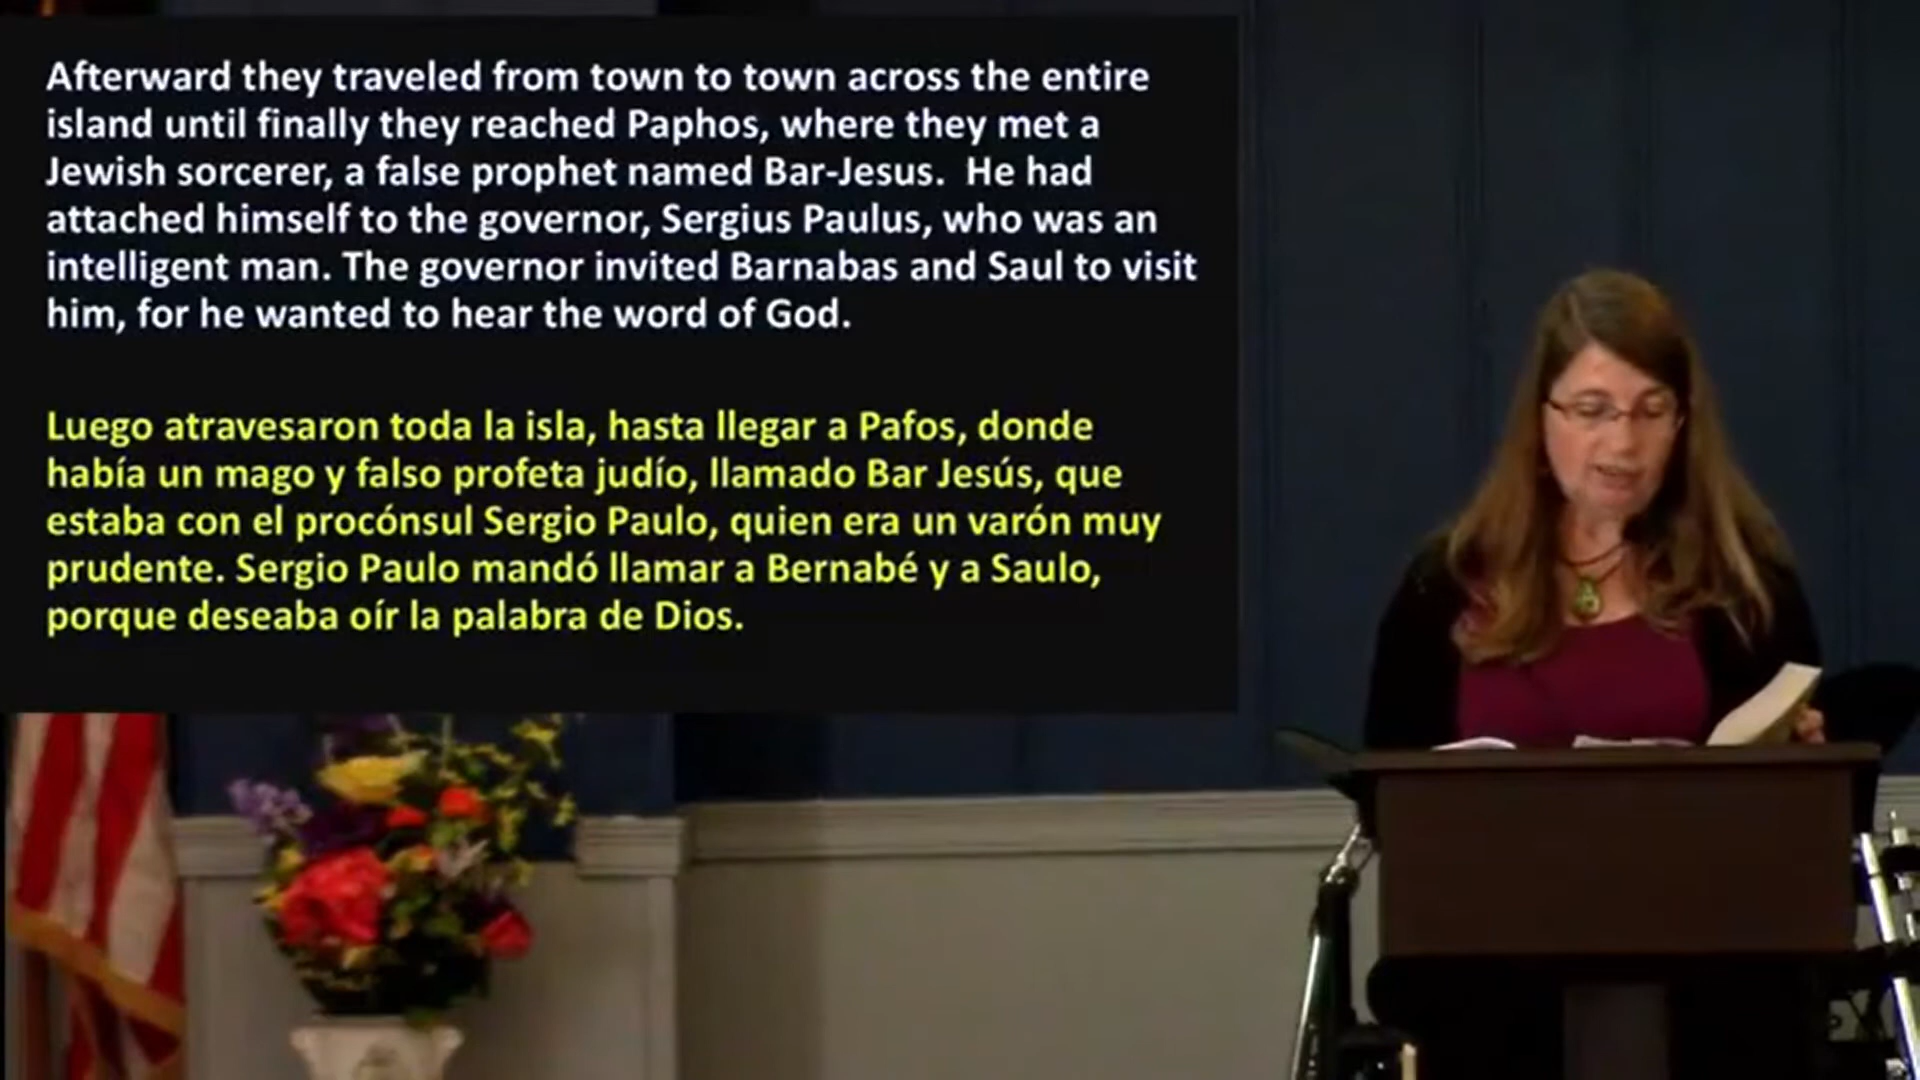 Afterward they traveled from town to town across the entire
island until finally they reached Paphos, where they met a
Jewish sorcerer, a false prophet named Bar-Jesus.  He had
attached himself to the governor, Sergius Paulus, who was an
intelligent man. The governor invited Barnabas and Saul to visit
him, for he wanted to hear the word of God.
Luego atravesaron toda la isla, hasta llegar a Pafos, donde
había un mago y falso profeta judío, llamado Bar Jesús, que
estaba con el procónsul Sergio Paulo, quien era un varón muy
prudente. Sergio Paulo mandó llamar a Bernabé y a Saulo,
porque deseaba oír la palabra de Dios.